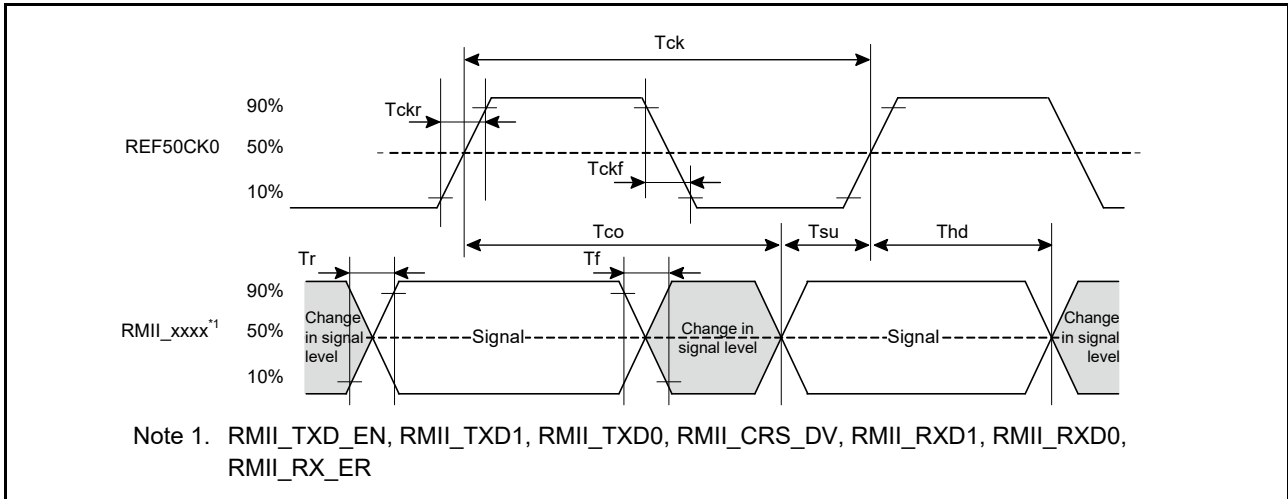 Tck
90%
Tckr
REF50CK0
50%
Tckf
10%
Tco
Tsu
Thd
Tr
Tf
90%
Change
in signal
level
RMII_xxxx*1
50%
Signal
Change in
signal level
Signal
Change
in signal
level
10%
Note 1. RMII_TXD_EN, RMII_TXD1, RMII_TXD0, RMII_CRS_DV, RMII_RXD1, RMII_RXD0,
RMII_RX_ER